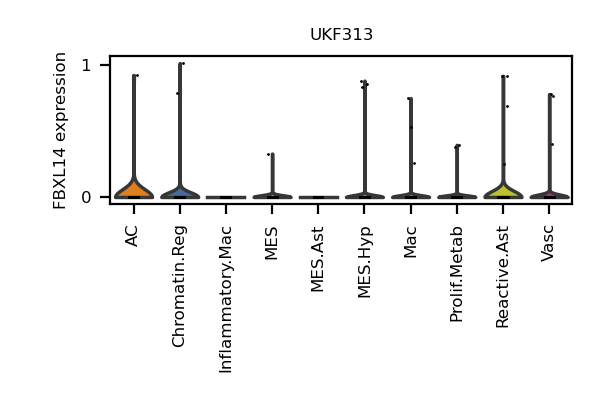 UKF313
FBXL14 expression
1
0
AC
Chromatin.Reg
Inflammatory.Mac
MES
MES.Ast
MES.Hyp
Mac
Prolif.Metab
Reactive.Ast
Vasc